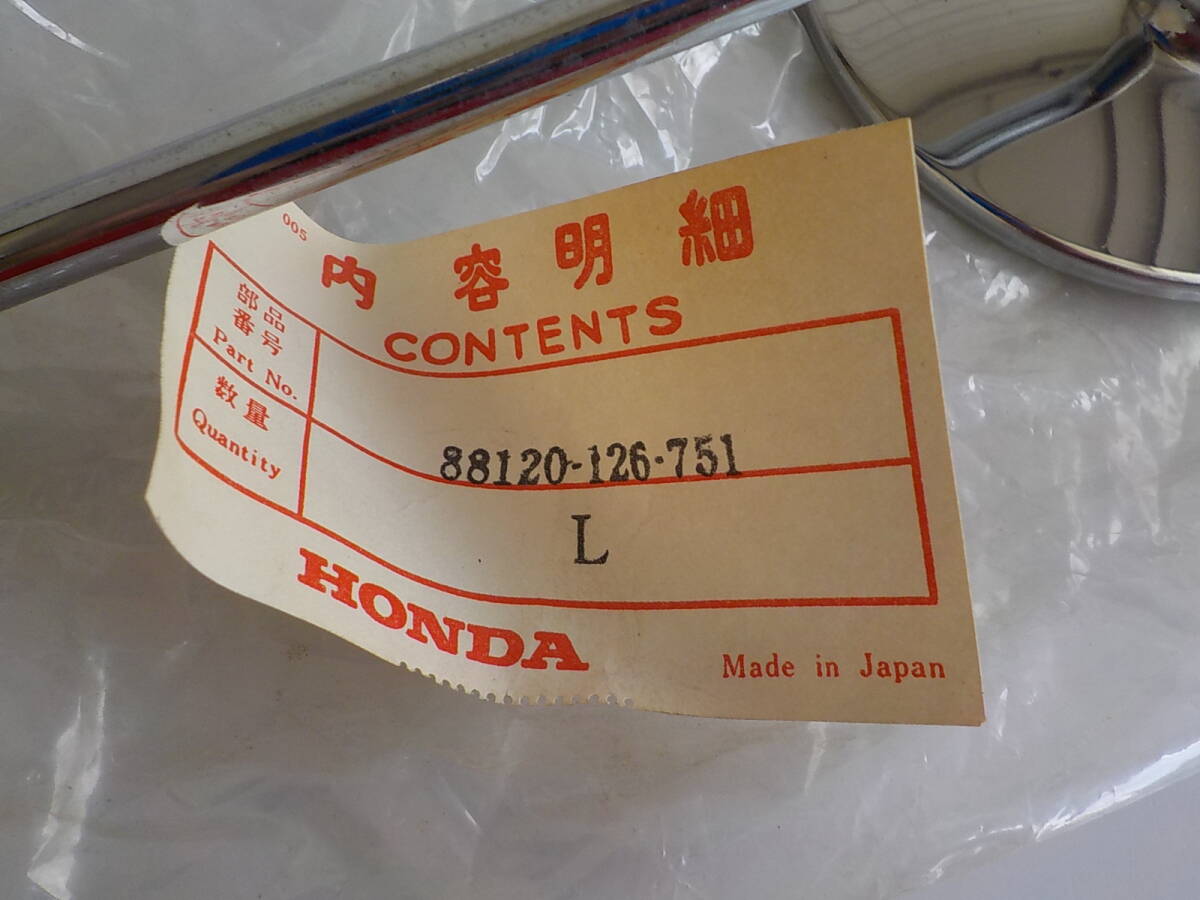 005
内容明細
CONTENTS
部品
番号
Part No.
88120-126-751
数量
Quantity
L
HONDA
Made in Japan